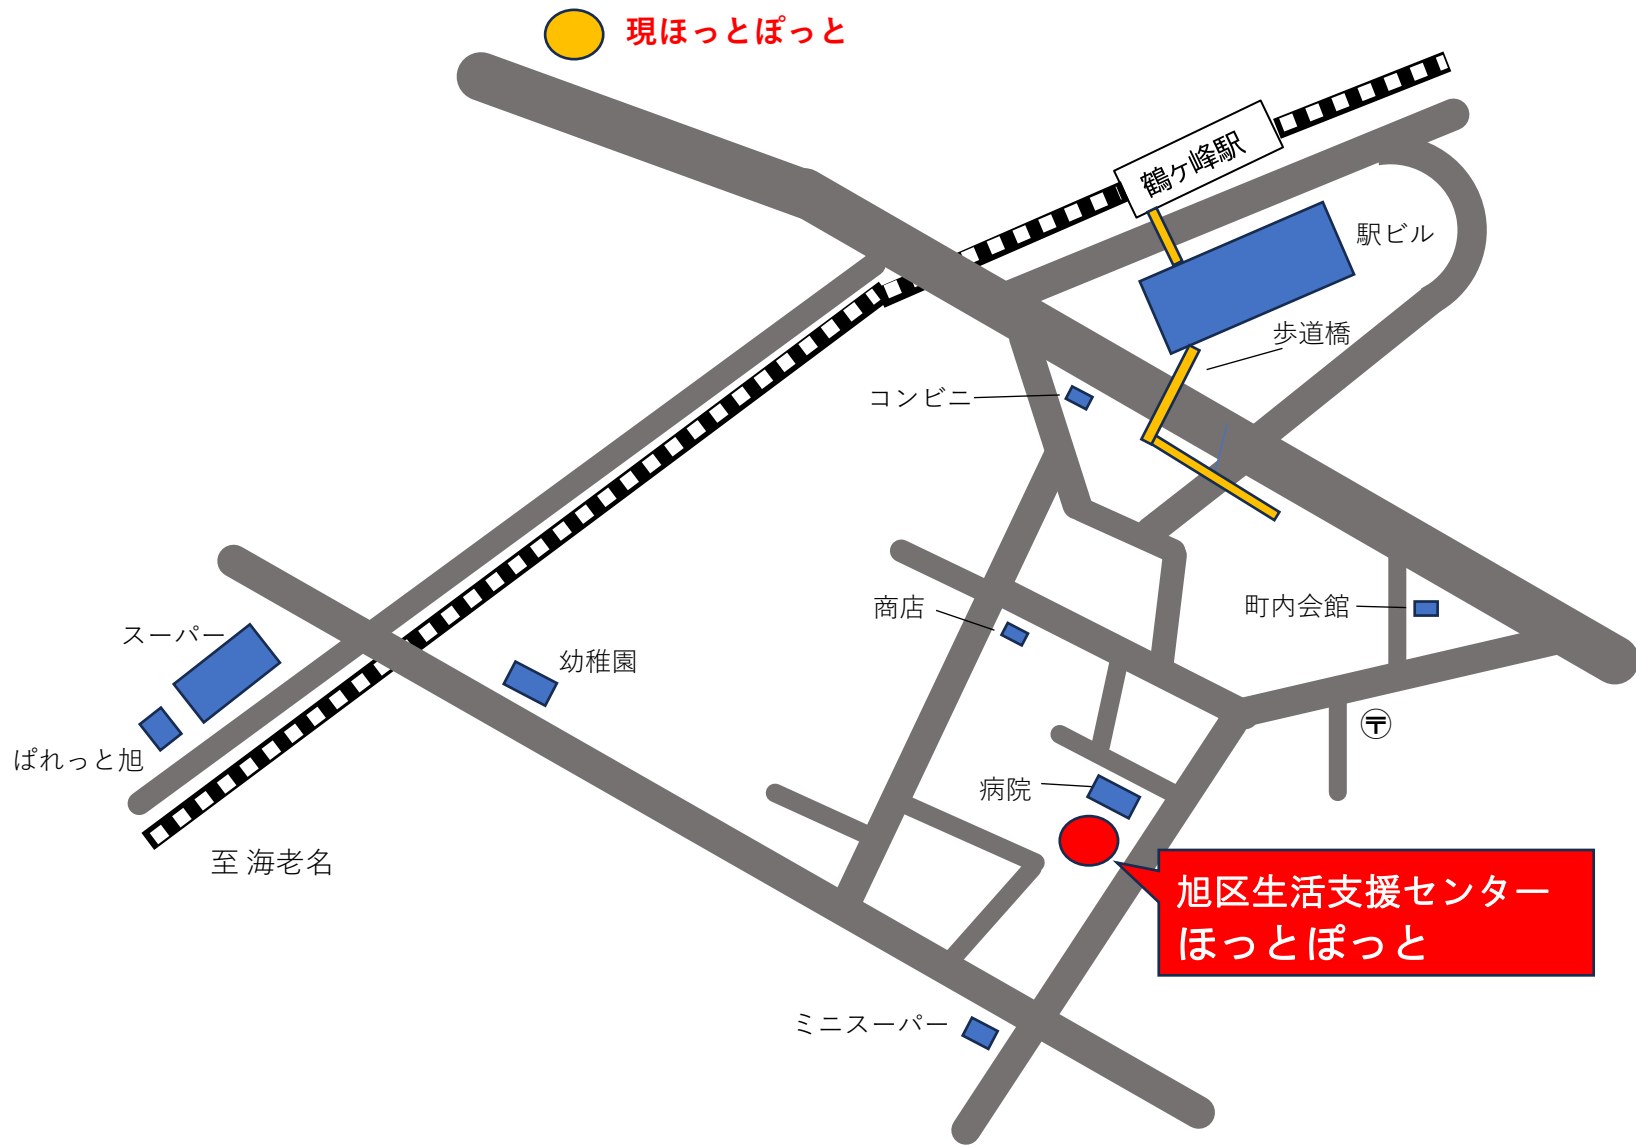 現ほっとぽっと
鶴ヶ峰駅
駅ビル
歩道橋
コンビニ
商店
町内会館
スーパー
幼稚園
〒
ぱれっと旭
病院
至 海老名
旭区生活支援センター
ほっとぽっと
ミニスーパー